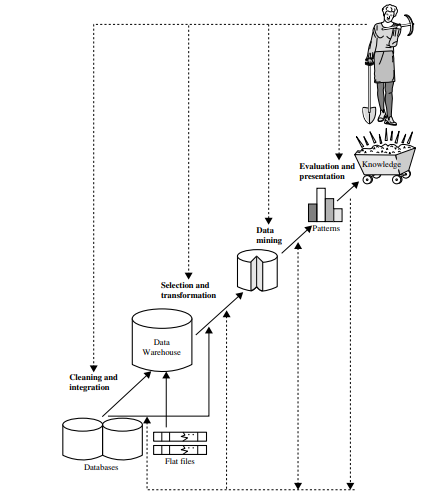 Evaluation and
presentation
Knowledge
Patterns
Data
mining
Selection and
transformation
Data
Warehouse
Cleaning and
integration
Databases
Flat files